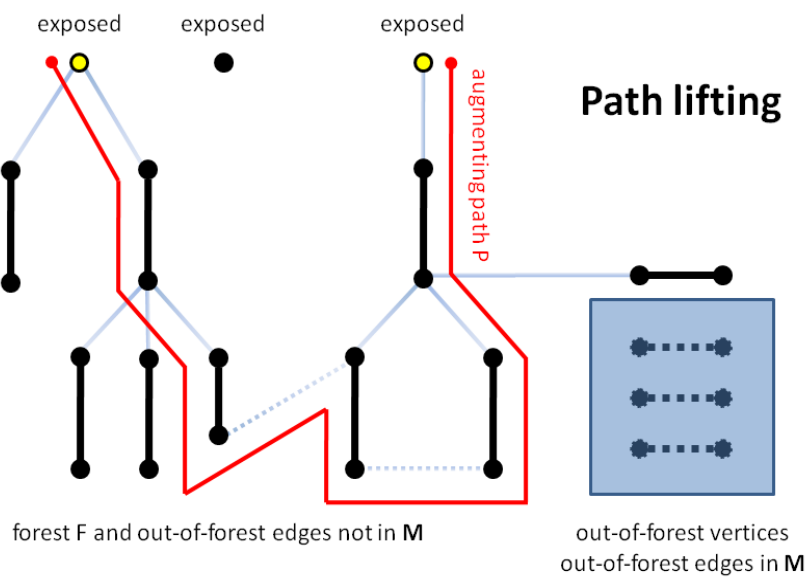 exposed
exposed
exposed
Path lifting
augmenting path P
forest F and out-of-forest edges not in M
out-of-forest vertices
out-of-forest edges in M